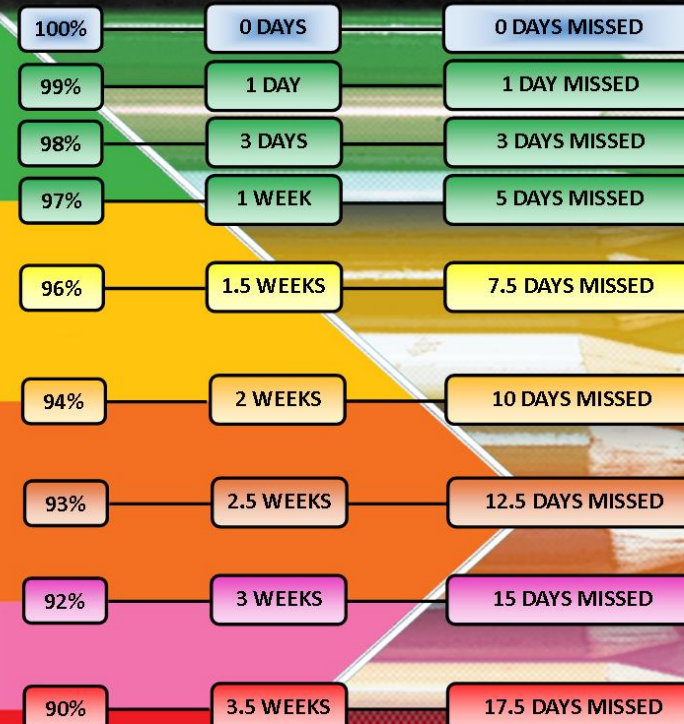 100% 0 DAYS 0 DAYS MISSED
99% 1 DAY 1 DAY MISSED
98% 3 DAYS 3 DAYS MISSED
97% 1 WEEK 5 DAYS MISSED
96% 1.5 WEEKS 7.5 DAYS MISSED
94% 2 WEEKS 10 DAYS MISSED
93% 2.5 WEEKS 12.5 DAYS MISSED
92% 3 WEEKS 15 DAYS MISSED
90% 3.5 WEEKS 17.5 DAYS MISSED